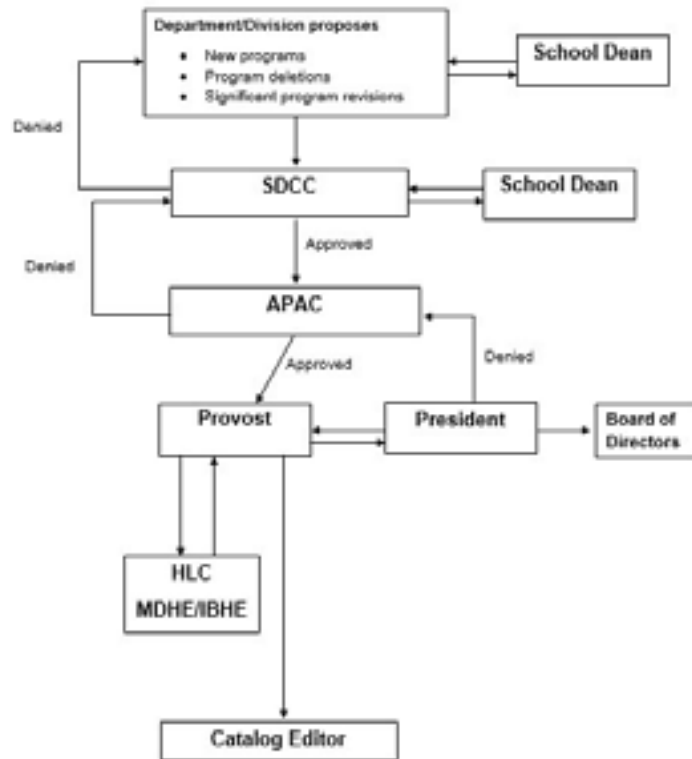 Department/Division proposes
• New programs
• Program deletions
• Significant program revisions
School Dean
Denied
SDCC
School Dean
Approved
Denied
APAC
Approved
Denied
Provost
President
Board of
Directors
HLC
MDHE/IBHE
Catalog Editor